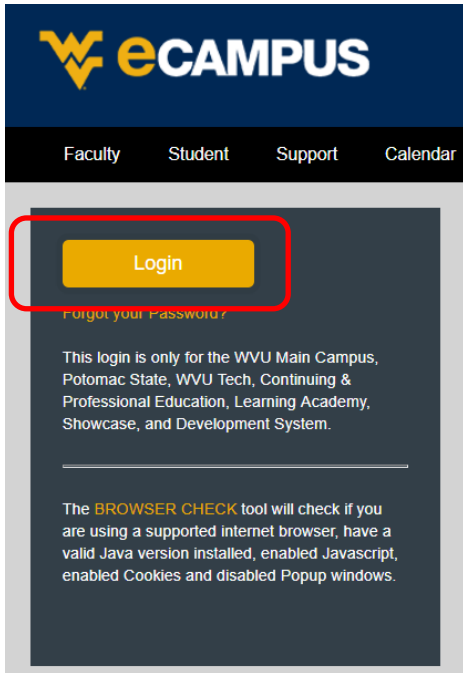 WV eCAMPUS
Faculty Student Support Calendar
Login
Forgot your Password?
This login is only for the WVU Main Campus,
Potomac State, WVU Tech, Continuing &
Professional Education, Learning Academy,
Showcase, and Development System.
The BROWSER CHECK tool will check if you
are using a supported internet browser, have a
valid Java version installed, enabled Javascript,
enabled Cookies and disabled Popup windows.